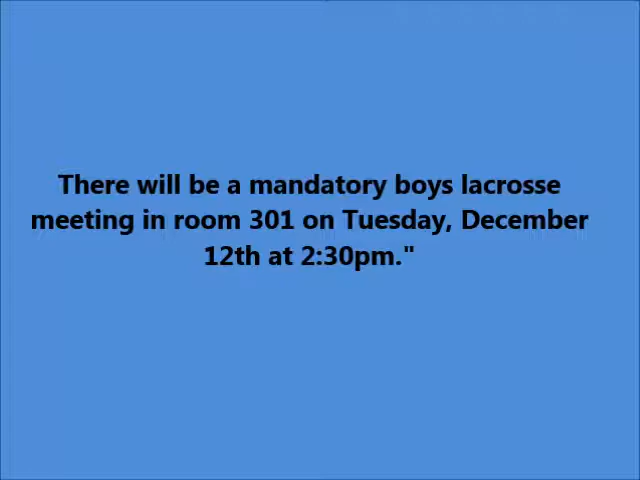 There will be a mandatory boys lacrosse
meeting in room 301 on Tuesday, December
12th at 2:30pm."